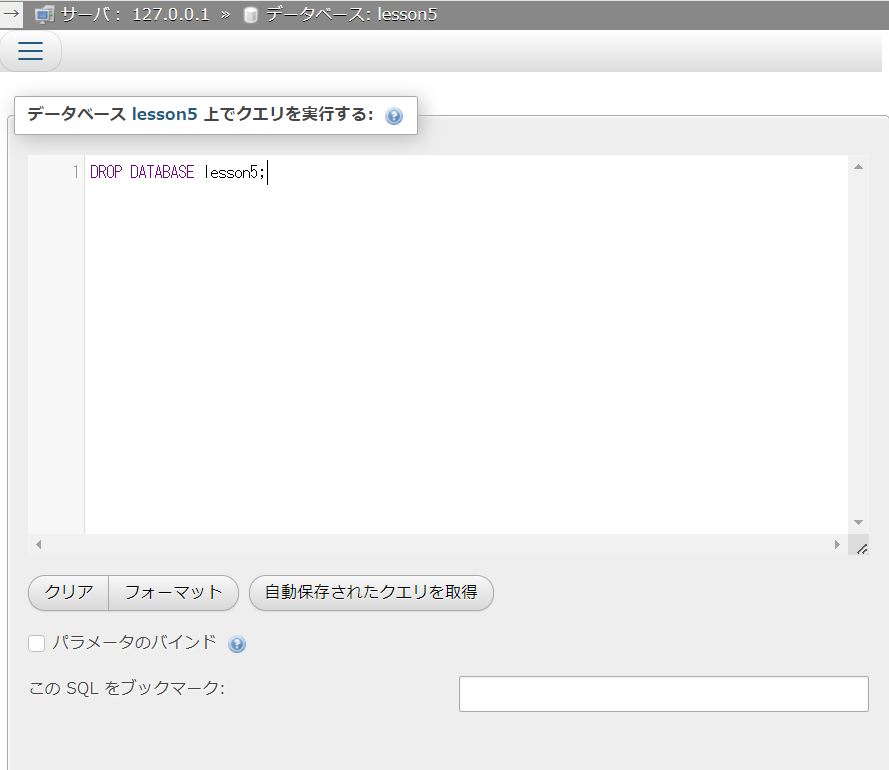 → サーバ： 127.0.0.1 » データベース: lesson5
データベース lesson5 上でクエリを実行する:
1 DROP DATABASE lesson5;
クリア フォーマット 自動保存されたクエリを取得
パラメータのバインド
この SQL をブックマーク: